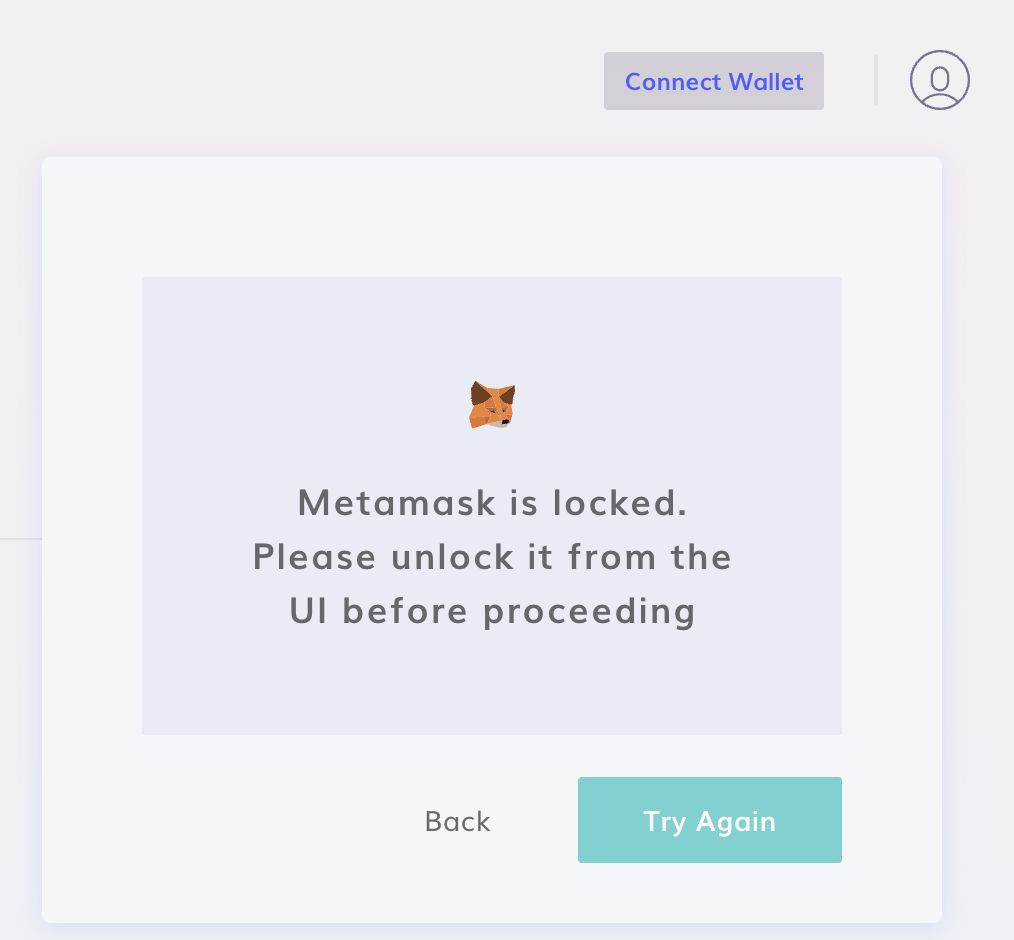 Connect Wallet
Metamask is locked.
Please unlock it from the
UI before proceeding
Back
Try Again